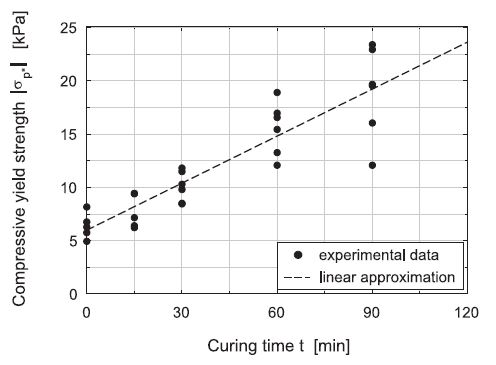 Compressive yield strength |σp*| [kPa]
25
20
15
10
5
0
0 30 60 90 120
Curing time t [min]
experimental data
linear approximation